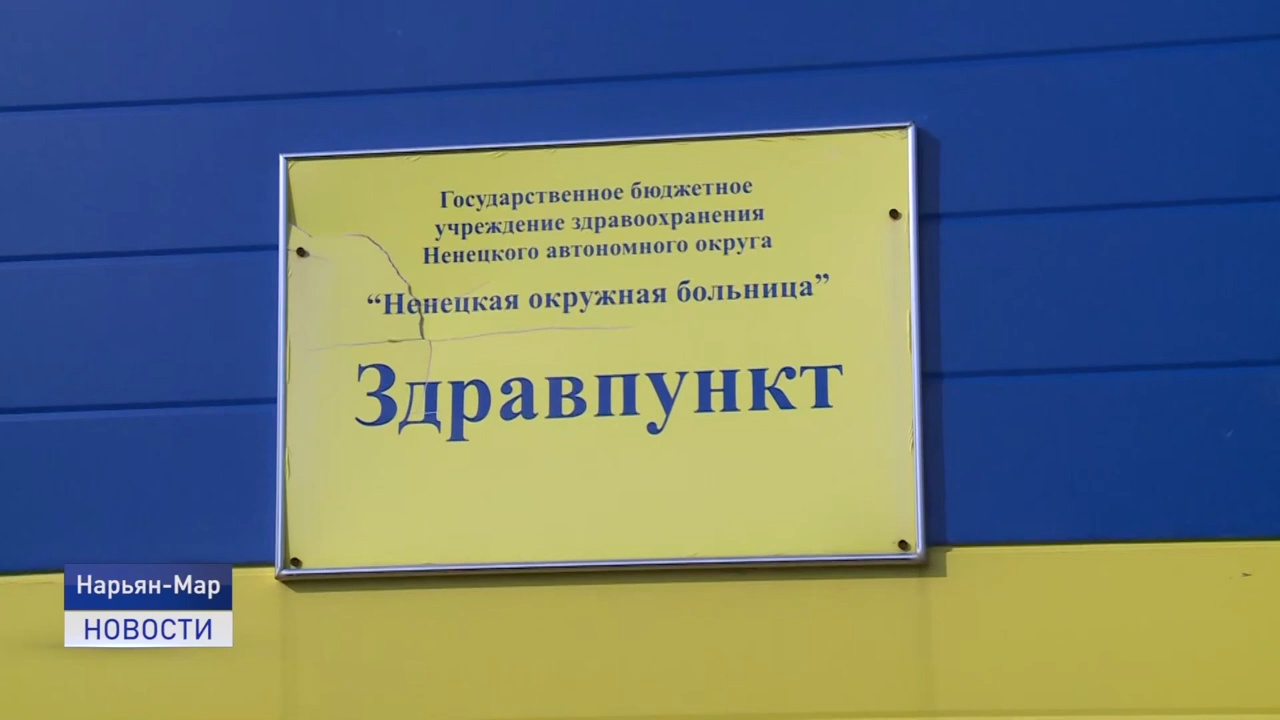 Государственное бюджетное
учреждение здравоохранения
Ненецкого автономного округа
“Ненецкая окружная больница”
Здравпункт
Нарьян-Мар
НОВОСТИ